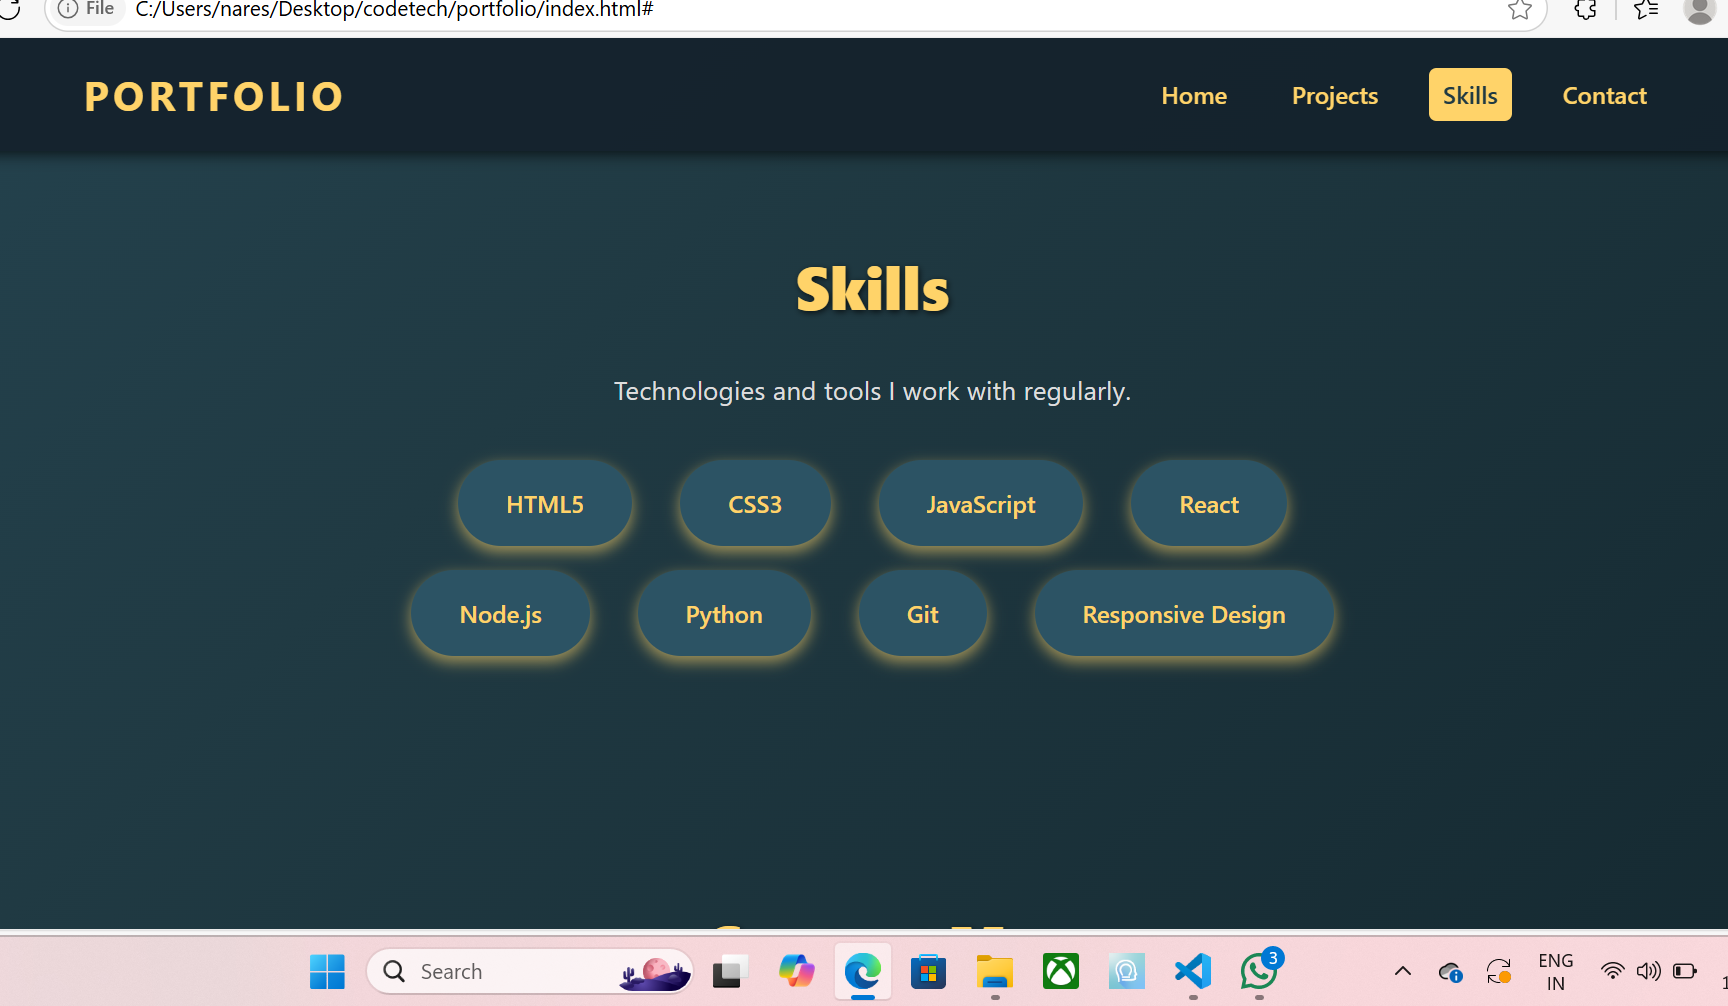 File C:/Users/nares/Desktop/codetech/portfolio/index.html#
PORTFOLIO Home Projects Skills Contact
Skills
Technologies and tools I work with regularly.
HTML5 CSS3 JavaScript React
Node.js Python Git Responsive Design
Search
3
ENG
IN